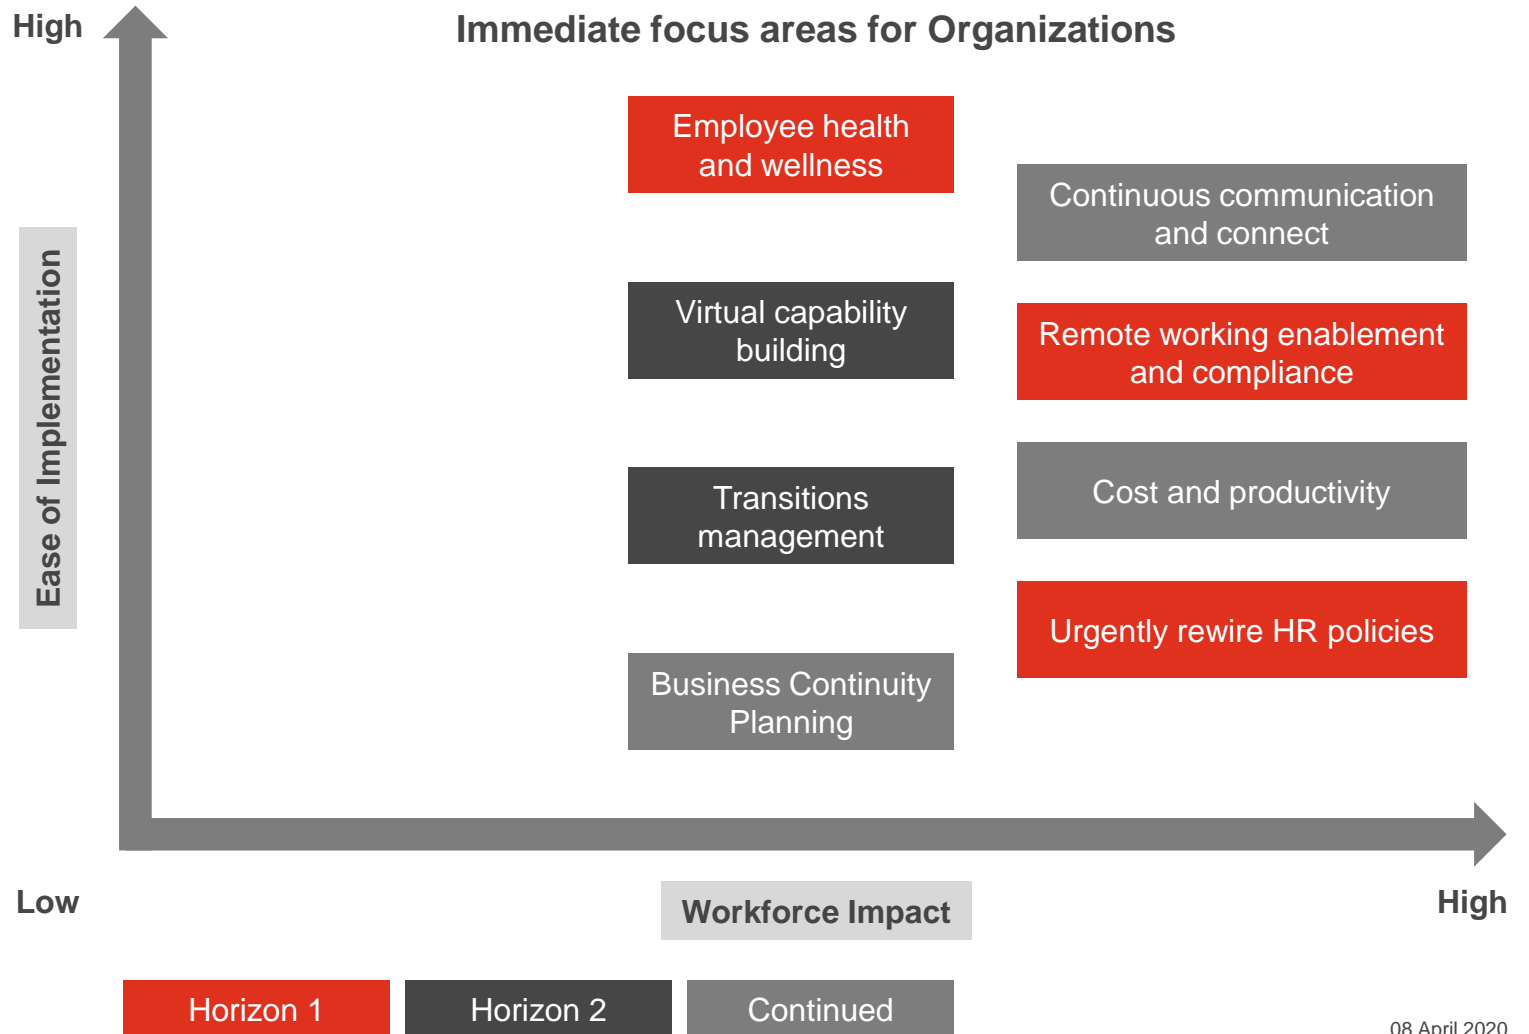 High
Immediate focus areas for Organizations
Employee health
and wellness
Continuous communication
and connect
Ease of Implementation
Virtual capability
building
Remote working enablement
and compliance
Transitions
management
Cost and productivity
Urgently rewire HR policies
Business Continuity
Planning
Low
Workforce Impact
High
Horizon 1
Horizon 2
Continued
08 April 2020